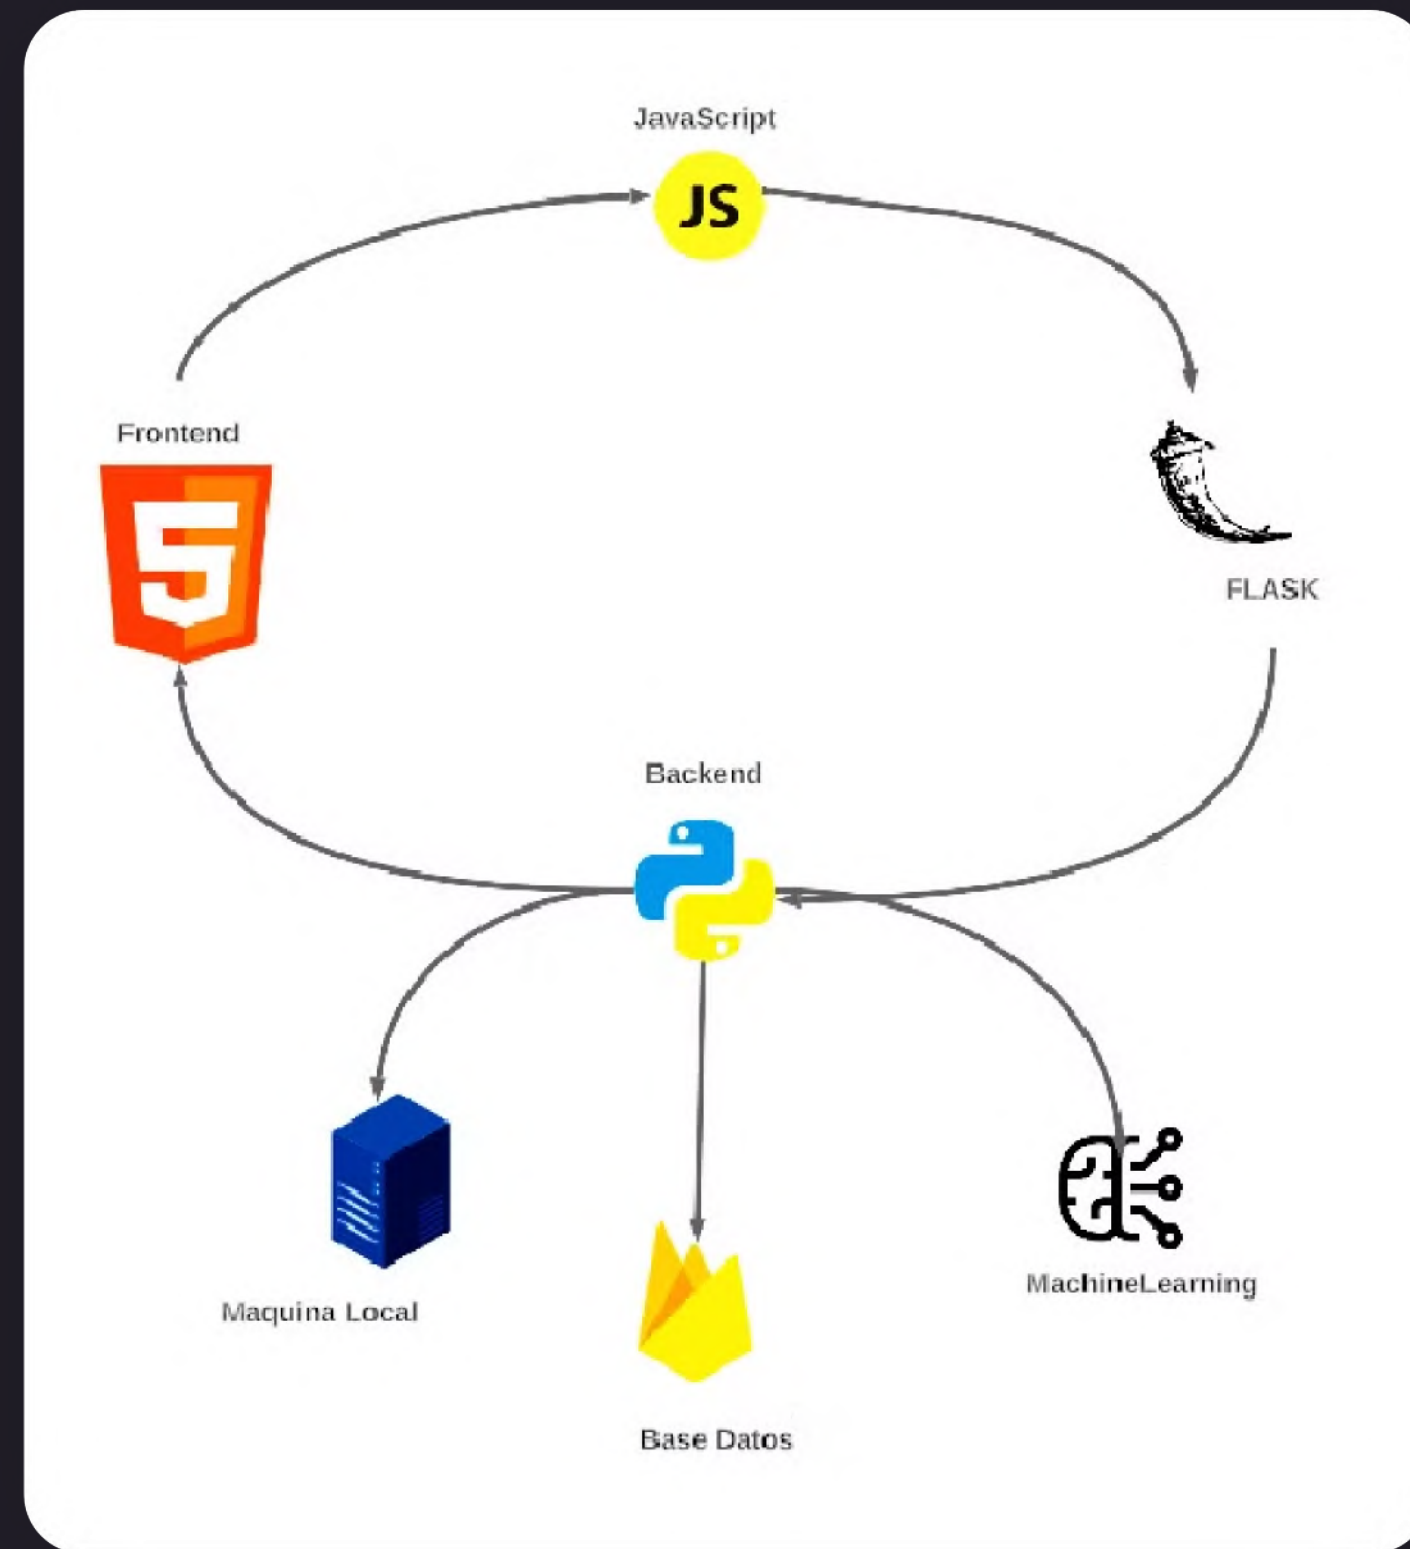 JavaScript
JS
Frontend
5
FLASK
Backend
MachineLearning
Maquina Local
Base Datos